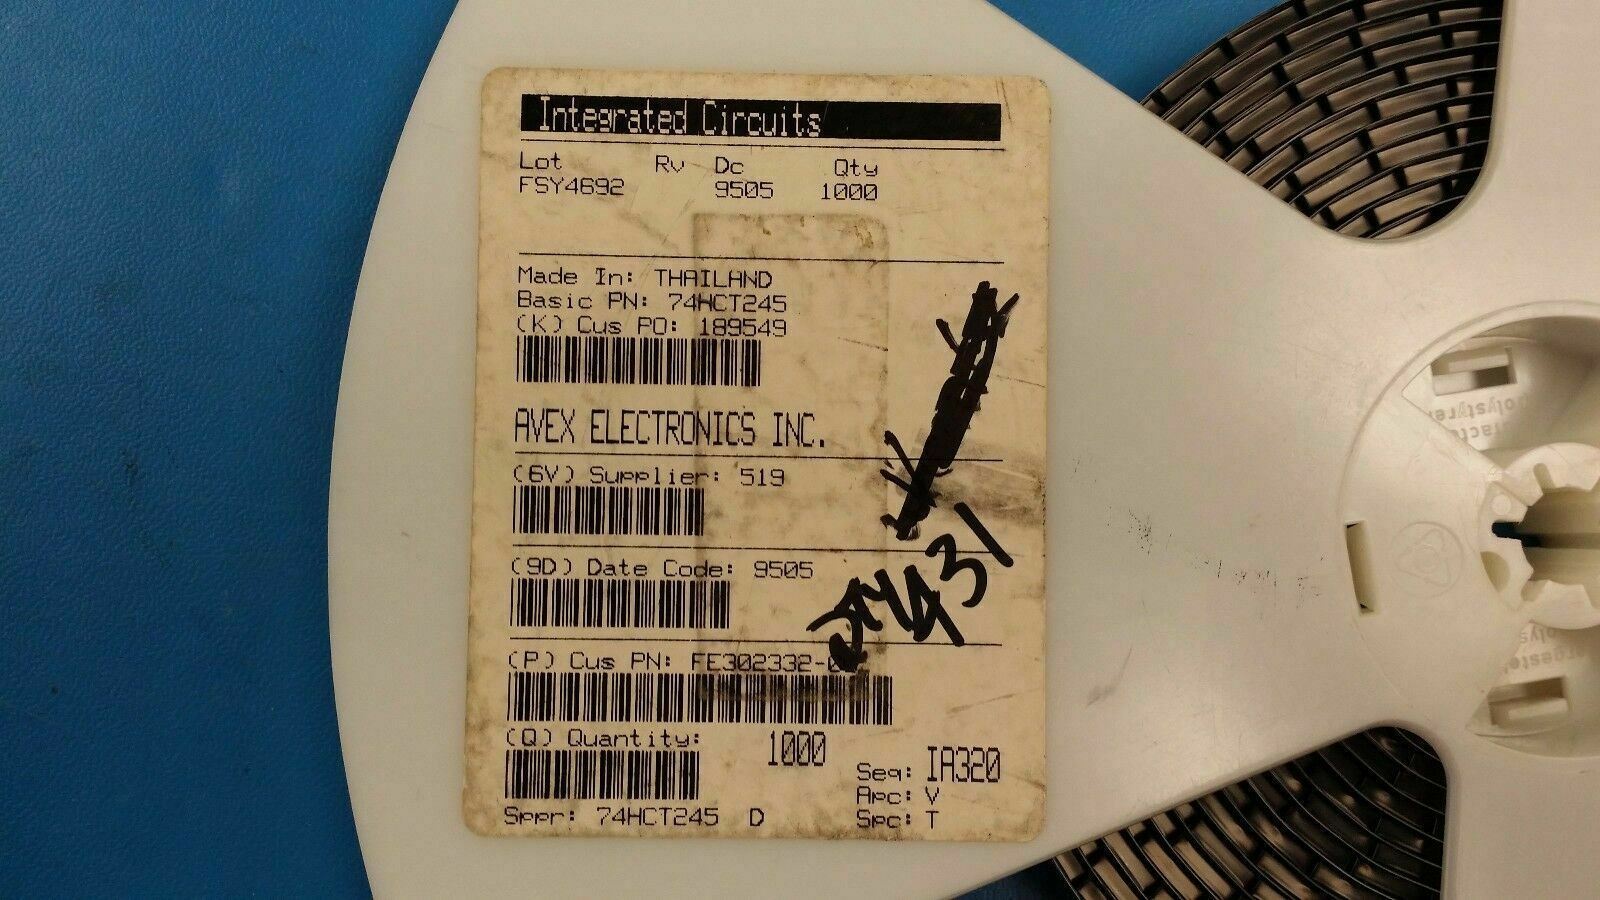 Integrated Circuits
Lot Rv Dc Qty
FSY4692 9505 1000
Made In: THAILAND
Basic PN: 74HCT245
(K) Cus PO: 189549
AVEX ELECTRONICS INC.
(6V) Supplier: 519
(9D) Date Code: 9505
431
(P) Cus PN:
(Q) Quantity: 1000
Seq: IA320
Apc: V
Sppr: 74HCT245 D Spc: T